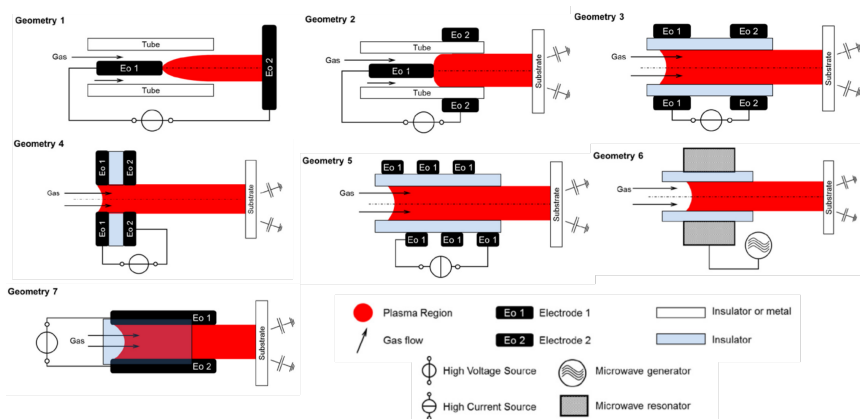 Geometry 1
Gas
Tube
Eo 1
Tube
Eo 2
Geometry 2
Eo 2
Tube
Gas
Eo 1
Tube
Eo 2
Substrate
Geometry 3
Eo 1
Eo 2
Gas
Eo 1
Eo 2
Substrate
Geometry 4
Eo 1
Eo 2
Gas
Eo 1
Eo 2
Substrate
Geometry 5
Eo 1
Eo 1
Eo 1
Gas
Eo 1
Eo 1
Eo 1
Substrate
Geometry 6
Gas
Substrate
Geometry 7
Eo 1
Gas
Eo 2
Substrate
Plasma Region
Eo 1 Electrode 1
Insulator or metal
Gas flow
Eo 2 Electrode 2
Insulator
High Voltage Source
Microwave generator
High Current Source
Microwave resonator